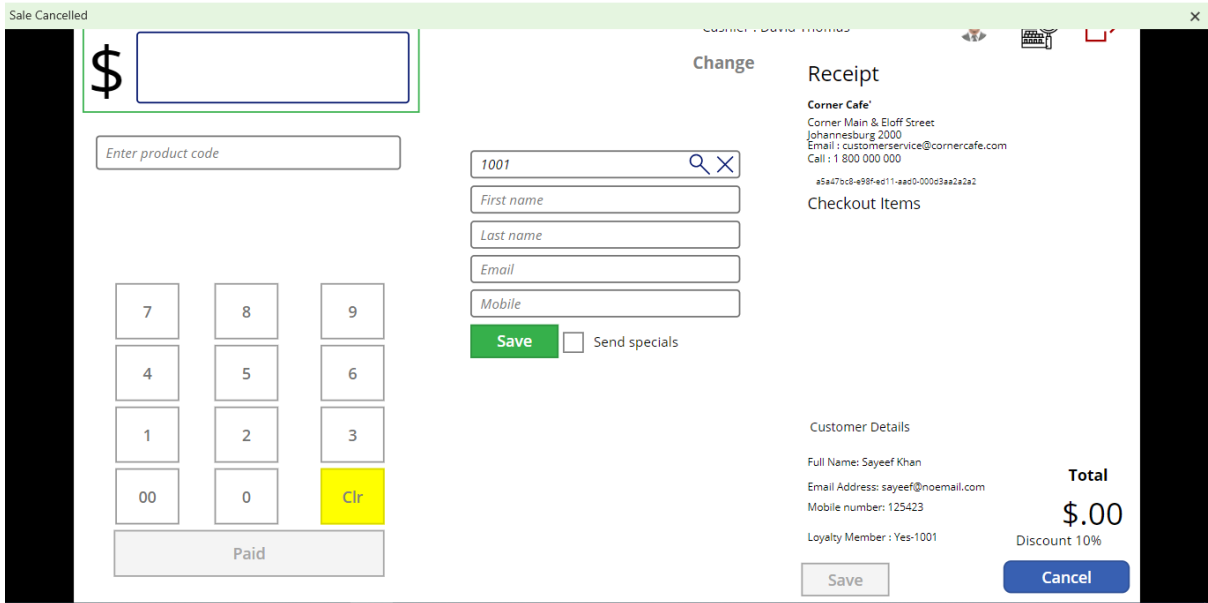 Sale Cancelled
$
Cashier : David Thomas
Change
Enter product code
1001
First name
Last name
Email
Mobile
Save
Send specials
7 8 9
4 5 6
1 2 3
00 0 Clr
Paid
Receipt
Corner Cafe'
Corner Main & Eloff Street
Johannesburg 2000
Email : customerservice@cornercafe.com
Call : 1 800 000 000
a5a47bc8-e98f-ed11-aad0-000d3aa2a2a2
Checkout Items
Customer Details
Full Name: Sayeef Khan
Email Address: sayeef@noemail.com
Mobile number: 125423
Loyalty Member : Yes-1001
Total
$.00
Discount 10%
Save
Cancel